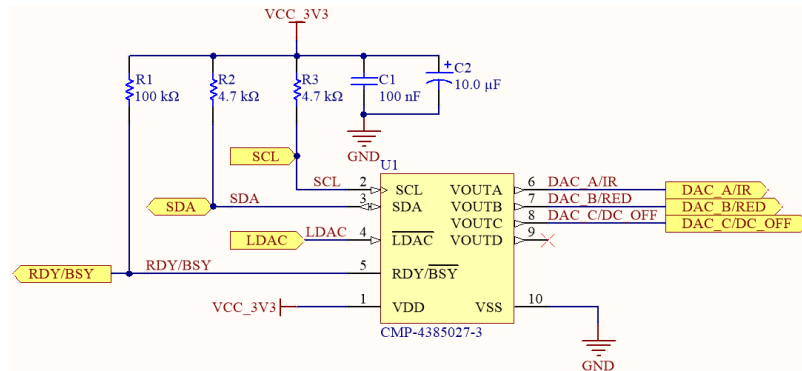 VCC_3V3
R1
100 kΩ
R2
4.7 kΩ
R3
4.7 kΩ
C1
100 nF
+
C2
10.0 µF
GND
SCL
U1
SCL 2 SCL VOUTA 6 DAC_A/IR DAC_A/IR
SDA SDA 3 SDA VOUTB 7 DAC_B/RED DAC_B/RED
VOUTC 8 DAC_C/DC_OFF DAC_C/DC_OFF
LDAC LDAC 4 LDAC VOUTD 9
RDY/BSY RDY/BSY 5 RDY/BSY
VCC_3V3 1 VDD VSS 10
CMP-4385027-3
GND